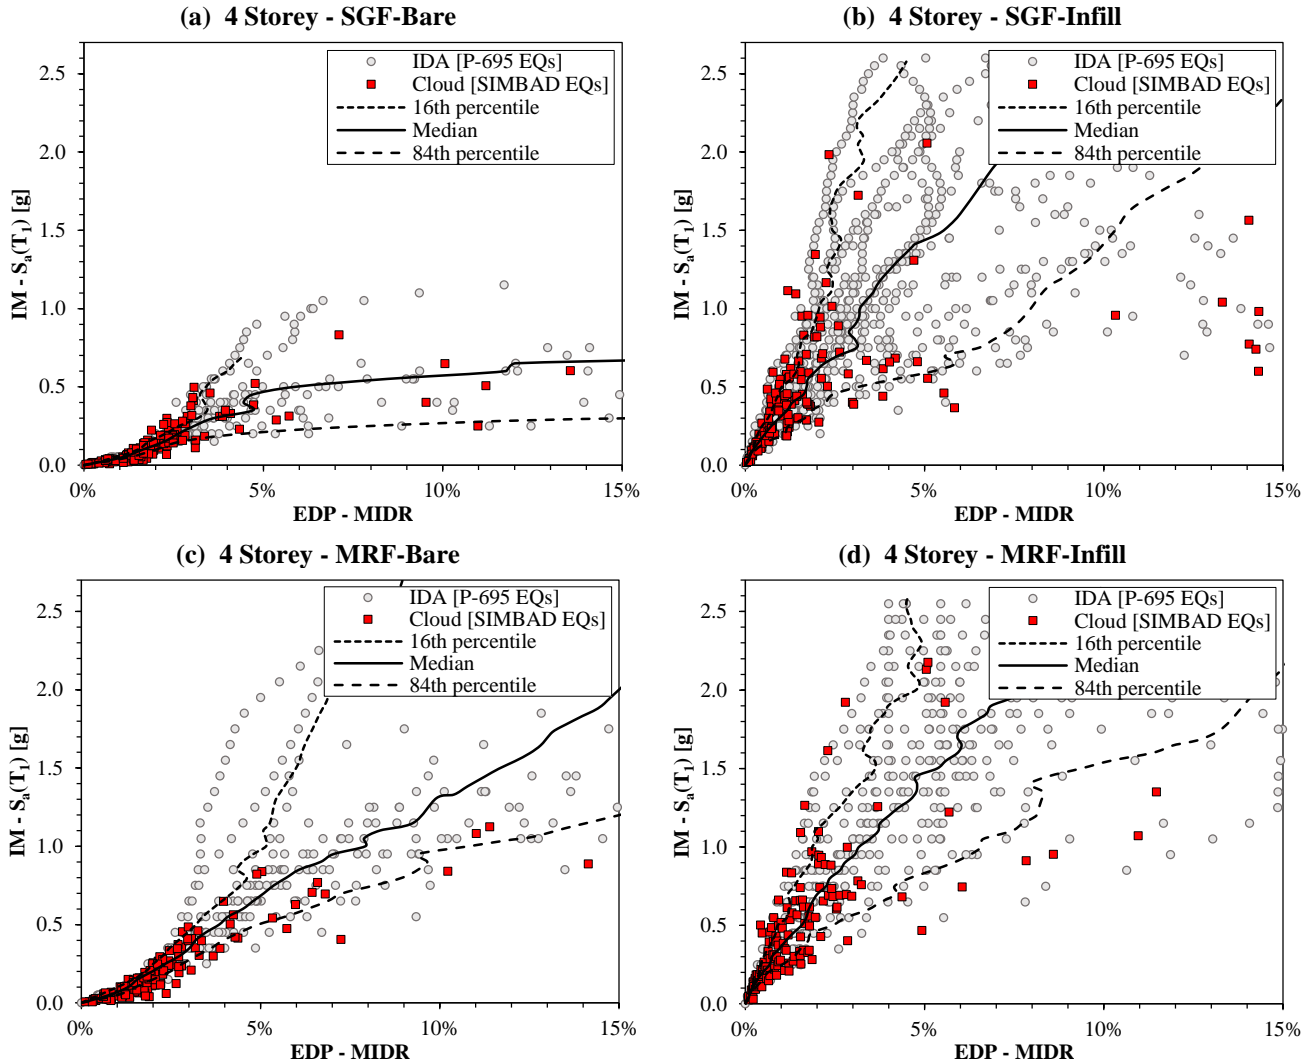 (a) 4 Storey - SGF-Bare
IDA [P-695 EQs]
Cloud [SIMBAD EQs]
16th percentile
Median
84th percentile
IM - Sa(T1) [g]
2.5
2.0
1.5
1.0
0.5
0.0
0%
5%
10%
15%
EDP - MIDR
(b) 4 Storey - SGF-Infill
IDA [P-695 EQs]
Cloud [SIMBAD EQs]
16th percentile
Median
84th percentile
IM - Sa(T1) [g]
2.5
2.0
1.5
1.0
0.5
0.0
0%
5%
10%
15%
EDP - MIDR
(c) 4 Storey - MRF-Bare
IDA [P-695 EQs]
Cloud [SIMBAD EQs]
16th percentile
Median
84th percentile
IM - Sa(T1) [g]
2.5
2.0
1.5
1.0
0.5
0.0
0%
5%
10%
15%
EDP - MIDR
(d) 4 Storey - MRF-Infill
IDA [P-695 EQs]
Cloud [SIMBAD EQs]
16th percentile
Median
84th percentile
IM - Sa(T1) [g]
2.5
2.0
1.5
1.0
0.5
0.0
0%
5%
10%
15%
EDP - MIDR